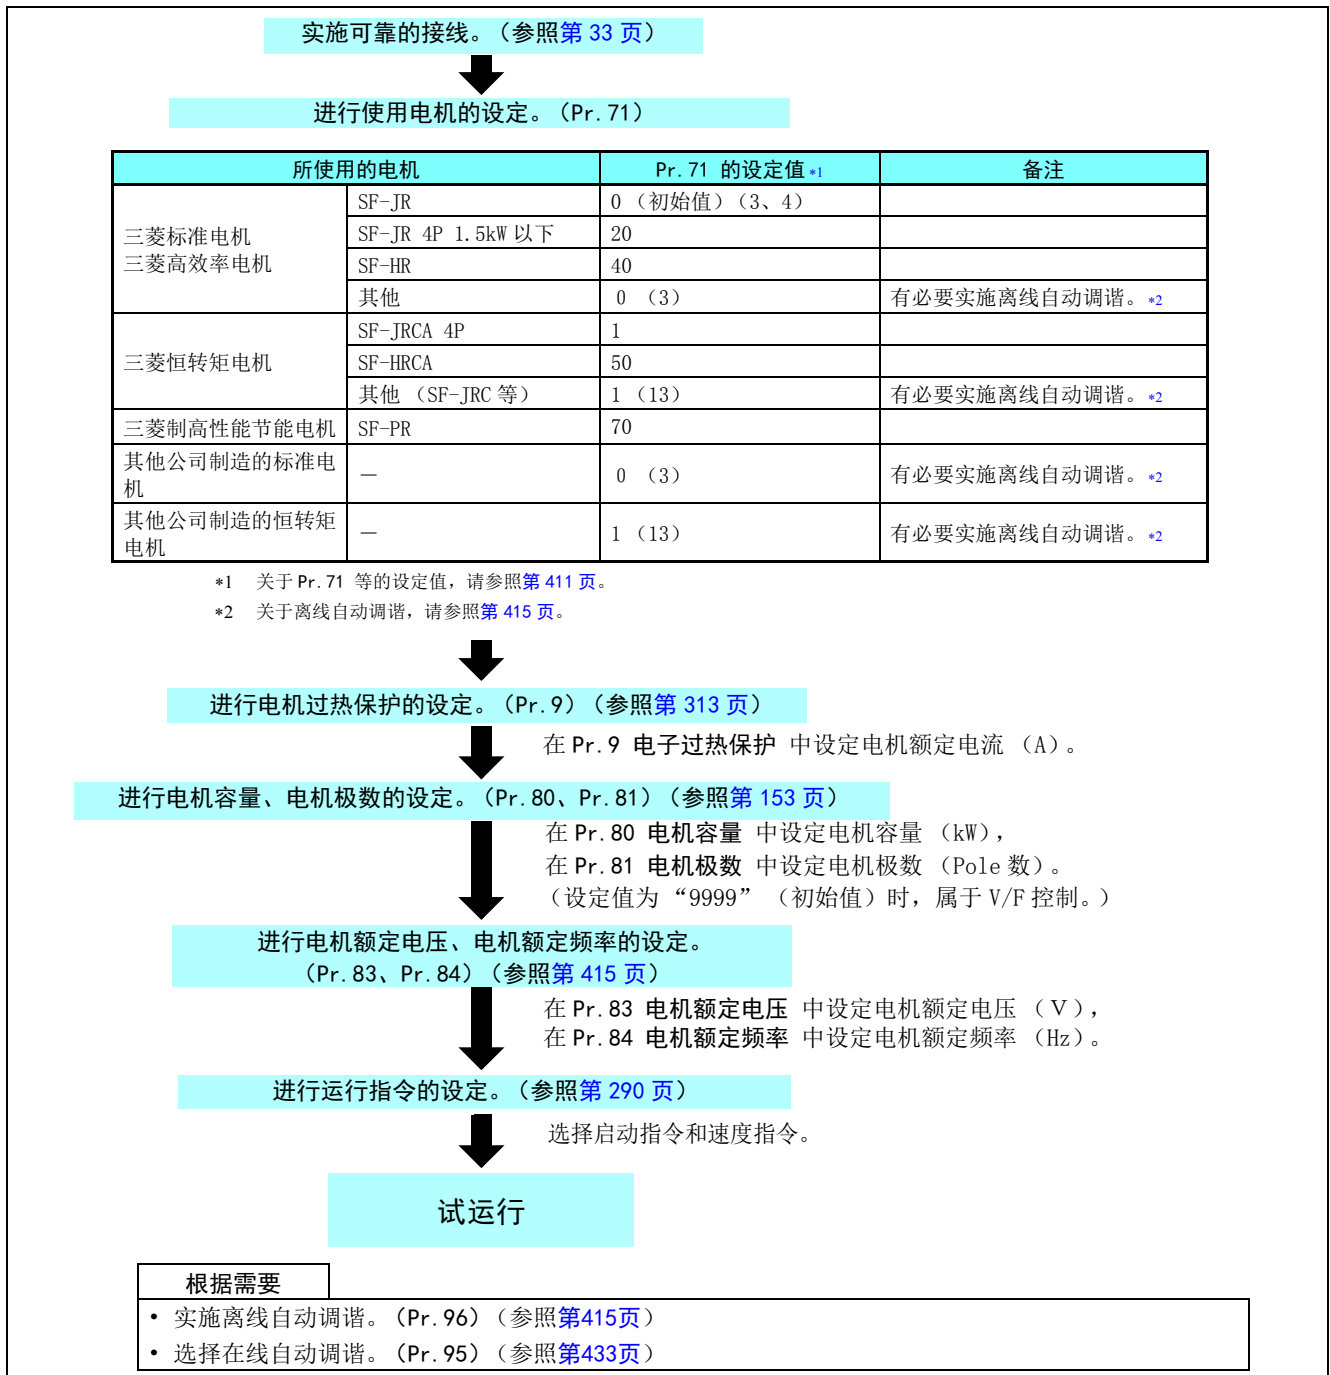 实施可靠的接线。（参照第 33 页）
进行使用电机的设定。（Pr.71）
所使用的电机 Pr.71 的设定值 *1 备注
三菱标准电机
三菱高效率电机
SF-JR 0 （初始值）（3、4）
SF-JR 4P 1.5kW 以下 20
SF-HR 40
其他 0 （3） 有必要实施离线自动调谐。*2
三菱恒转矩电机
SF-JRCA 4P 1
SF-HRCA 50
其他 （SF-JRC 等） 1 （13） 有必要实施离线自动调谐。*2
三菱制高性能节能电机 SF-PR 70
其他公司制造的标准电
机
— 0 （3） 有必要实施离线自动调谐。*2
其他公司制造的恒转矩
电机
— 1 （13） 有必要实施离线自动调谐。*2
*1 关于 Pr.71 等的设定值，请参照第 411 页。
*2 关于离线自动调谐，请参照第 415 页。
进行电机过热保护的设定。（Pr.9）（参照第 313 页）
在 Pr.9 电子过热保护 中设定电机额定电流 （A）。
进行电机容量、电机极数的设定。（Pr.80、Pr.81）（参照第 153 页）
在 Pr.80 电机容量 中设定电机容量 （kW），
在 Pr.81 电机极数 中设定电机极数 （Pole 数）。
（设定值为 “9999” （初始值）时，属于 V/F 控制。）
进行电机额定电压、电机额定频率的设定。
（Pr.83、Pr.84）（参照第 415 页）
在 Pr.83 电机额定电压 中设定电机额定电压 （V），
在 Pr.84 电机额定频率 中设定电机额定频率 （Hz）。
进行运行指令的设定。（参照第 290 页）
选择启动指令和速度指令。
试运行
根据需要
• 实施离线自动调谐。（Pr.96）（参照第415页）
• 选择在线自动调谐。（Pr.95）（参照第433页）